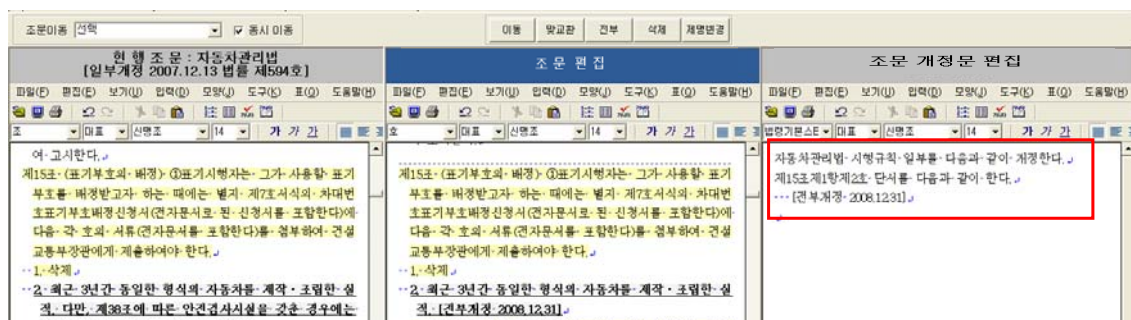 조문이동 선택 동시 이동 이동 맞교환 전부 삭제 제명변경
현 행 조 문 : 자동차관리법
[일부개정 2007.12.13 법률 제594호]
조 문 편 집
조문 개정문 편집
파일(F) 편집(E) 보기(U) 입력(D) 모양(J) 도구(K) 표(Q) 도움말(H)
파일(F) 편집(E) 보기(U) 입력(D) 모양(J) 도구(K) 표(Q) 도움말(H)
파일(F) 편집(E) 보기(U) 입력(D) 모양(J) 도구(K) 표(Q) 도움말(H)
조 대표 신명조 14 가 가 가
호 대표 신명조 14 가 가 가
법령기본스E 대표 신명조 14 가 가 가
여 고시한다.
제15조 (표기부호의 배정) ①표기시행자는 그가 사용할 표기
부호를 배정받고자 하는 때에는 별지 제7호서식의 차대번
호표기부호배정신청서(전자문서로 된 신청서를 포함한다)에
다음 각 호의 서류(전자문서를 포함한다)를 첨부하여 건설
교통부장관에게 제출하여야 한다.
1. 삭제
2. 최근 3년간 동일한 형식의 자동차를 제작·조립한 실
적. 다만, 제38조에 따른 안전검사시설을 갖춘 경우에는
제15조 (표기부호의 배정) ①표기시행자는 그가 사용할 표기
부호를 배정받고자 하는 때에는 별지 제7호서식의 차대번
호표기부호배정신청서(전자문서로 된 신청서를 포함한다)에
다음 각 호의 서류(전자문서를 포함한다)를 첨부하여 건설
교통부장관에게 제출하여야 한다.
1. 삭제
2. 최근 3년간 동일한 형식의 자동차를 제작·조립한 실
적. [전부개정 2008.12.31]
자동차관리법 시행규칙 일부를 다음과 같이 개정한다.
제15조제1항제2호 단서를 다음과 같이 한다.
[전부개정 2008.12.31]